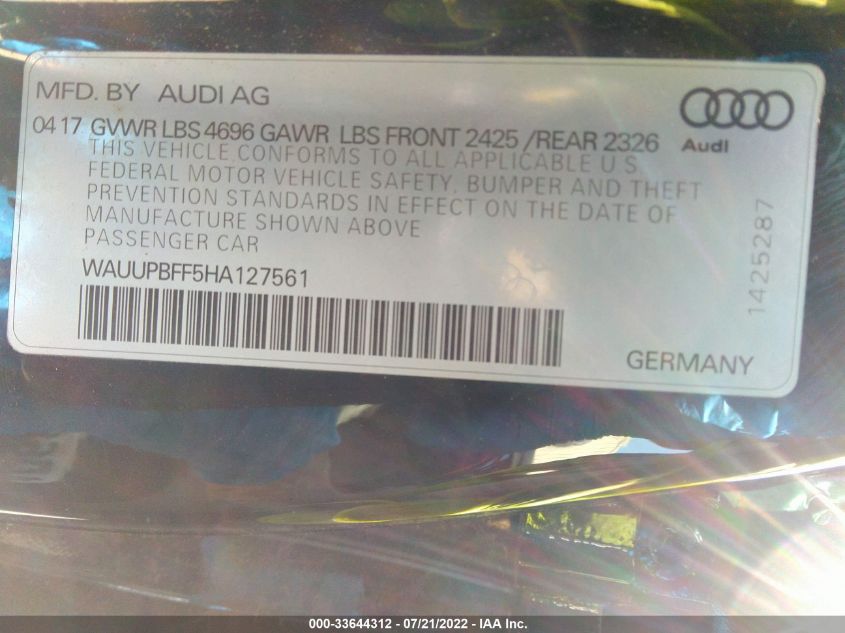 MFD. BY AUDI AG
04 17 GVWR LBS 4696 GAWR LBS FRONT 2425 /REAR 2326
Audi
THIS VEHICLE CONFORMS TO ALL APPLICABLE U S
FEDERAL MOTOR VEHICLE SAFETY, BUMPER AND THEFT
PREVENTION STANDARDS IN EFFECT ON THE DATE OF
MANUFACTURE SHOWN ABOVE
PASSENGER CAR
WAUUPBFF5HA127561
1425287
GERMANY
000-33644312 - 07/21/2022 - IAA Inc.